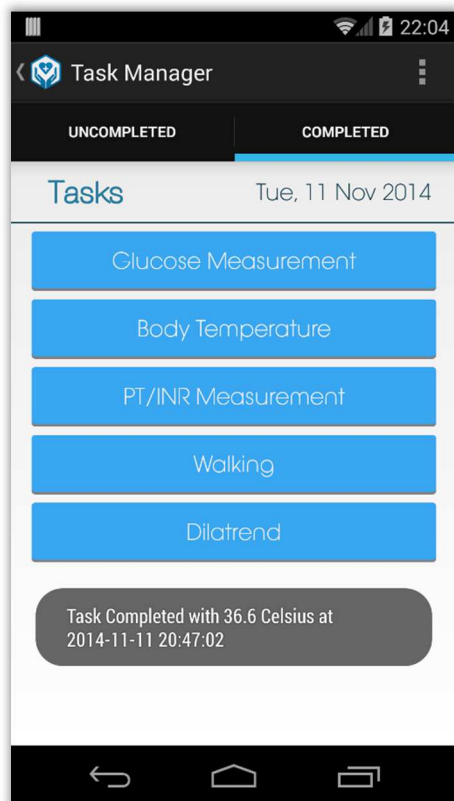 22:04
Task Manager
UNCOMPLETED COMPLETED
Tasks Tue, 11 Nov 2014
Glucose Measurement
Body Temperature
PT/INR Measurement
Walking
Dilatrend
Task Completed with 36.6 Celsius at
2014-11-11 20:47:02